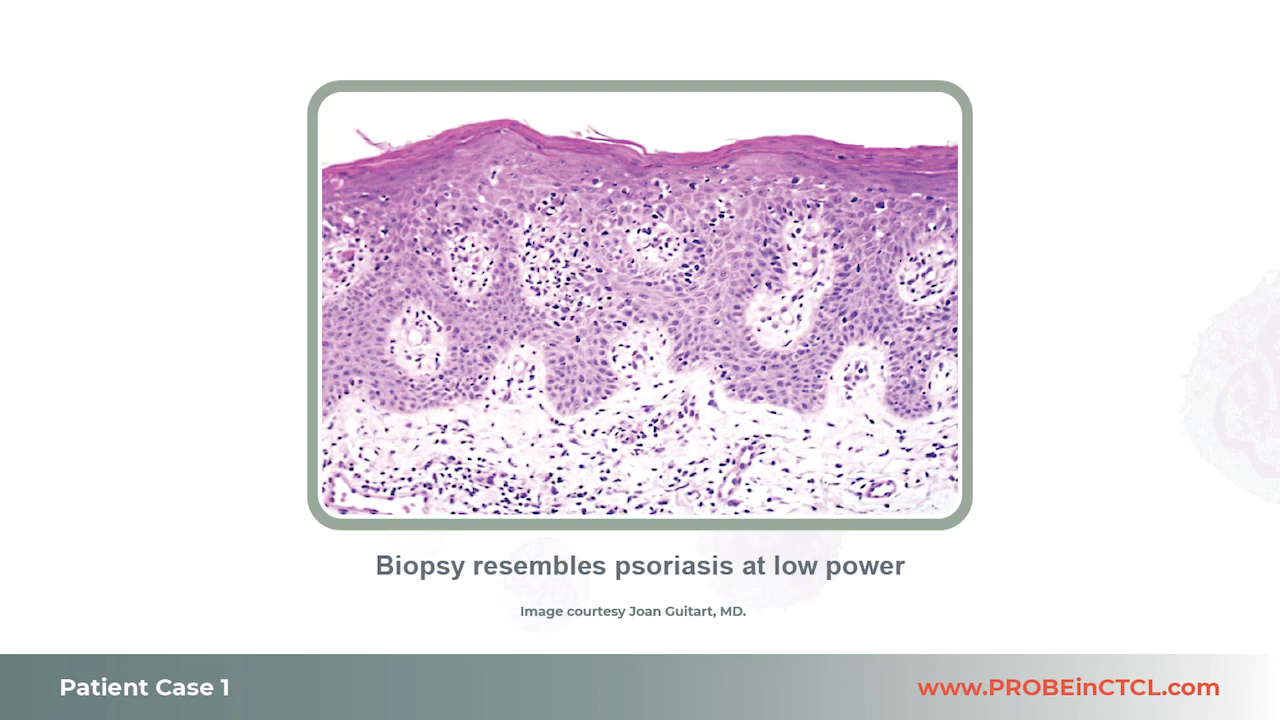 Biopsy resembles psoriasis at low power
Image courtesy Joan Guitart, MD.
Patient Case 1
www.PROBEinCTCL.com